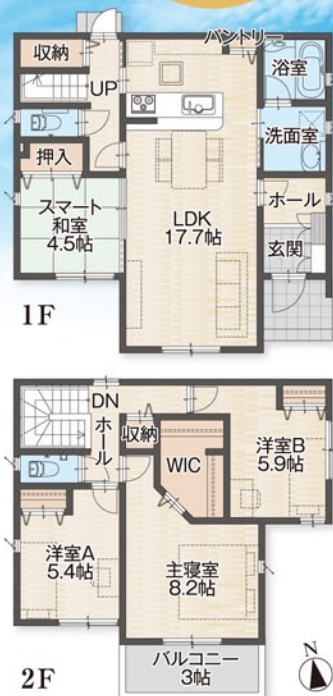 パントリー
収納
浴室
UP
洗面室
押入
ホール
スマート
和室
4.5帖
LDK
17.7帖
玄関
1F
DN
ホール
収納
WIC
洋室B
5.9帖
洋室A
5.4帖
主寝室
8.2帖
バルコニー
3帖
2F
N